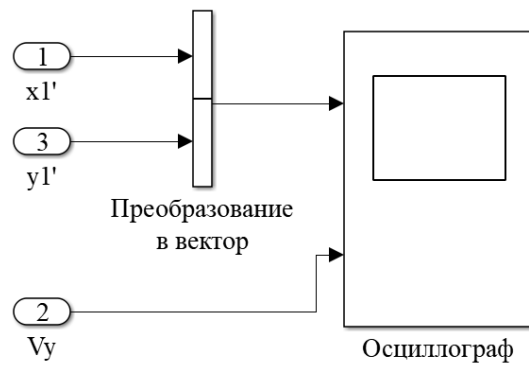 1
x1'
3
y1'
Преобразование
в вектор
2
Vy
Осциллограф